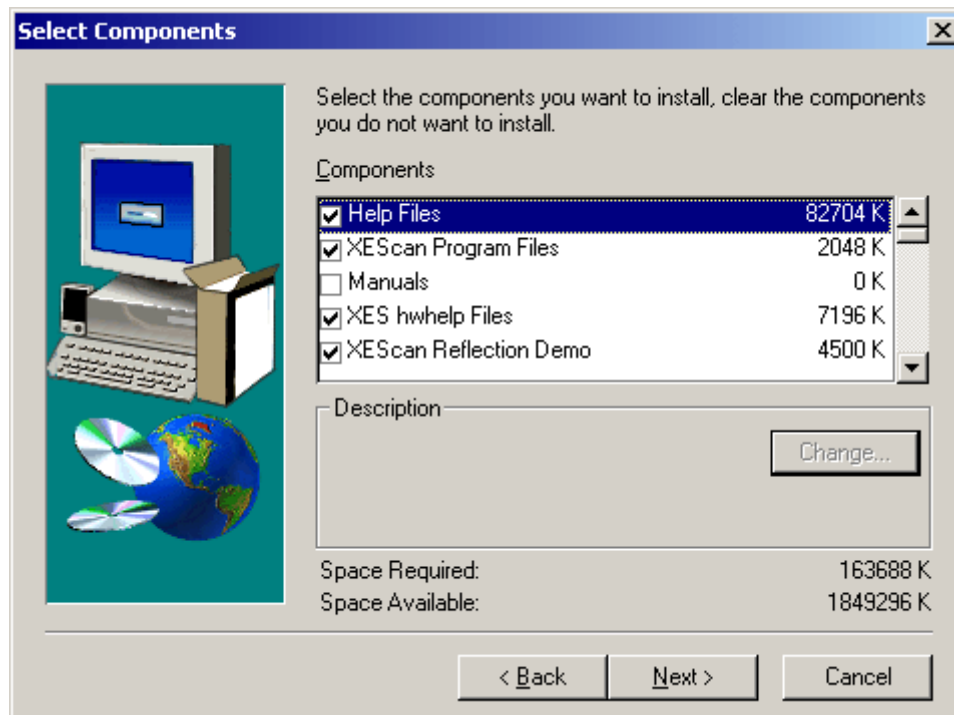 Select Components
Select the components you want to install, clear the components
you do not want to install.
Components
Help Files 82704 K
XEScan Program Files 2048 K
Manuals 0 K
XES hwhelp Files 7196 K
XEScan Reflection Demo 4500 K
Description
Change...
Space Required: 163688 K
Space Available: 1849296 K
< Back Next > Cancel